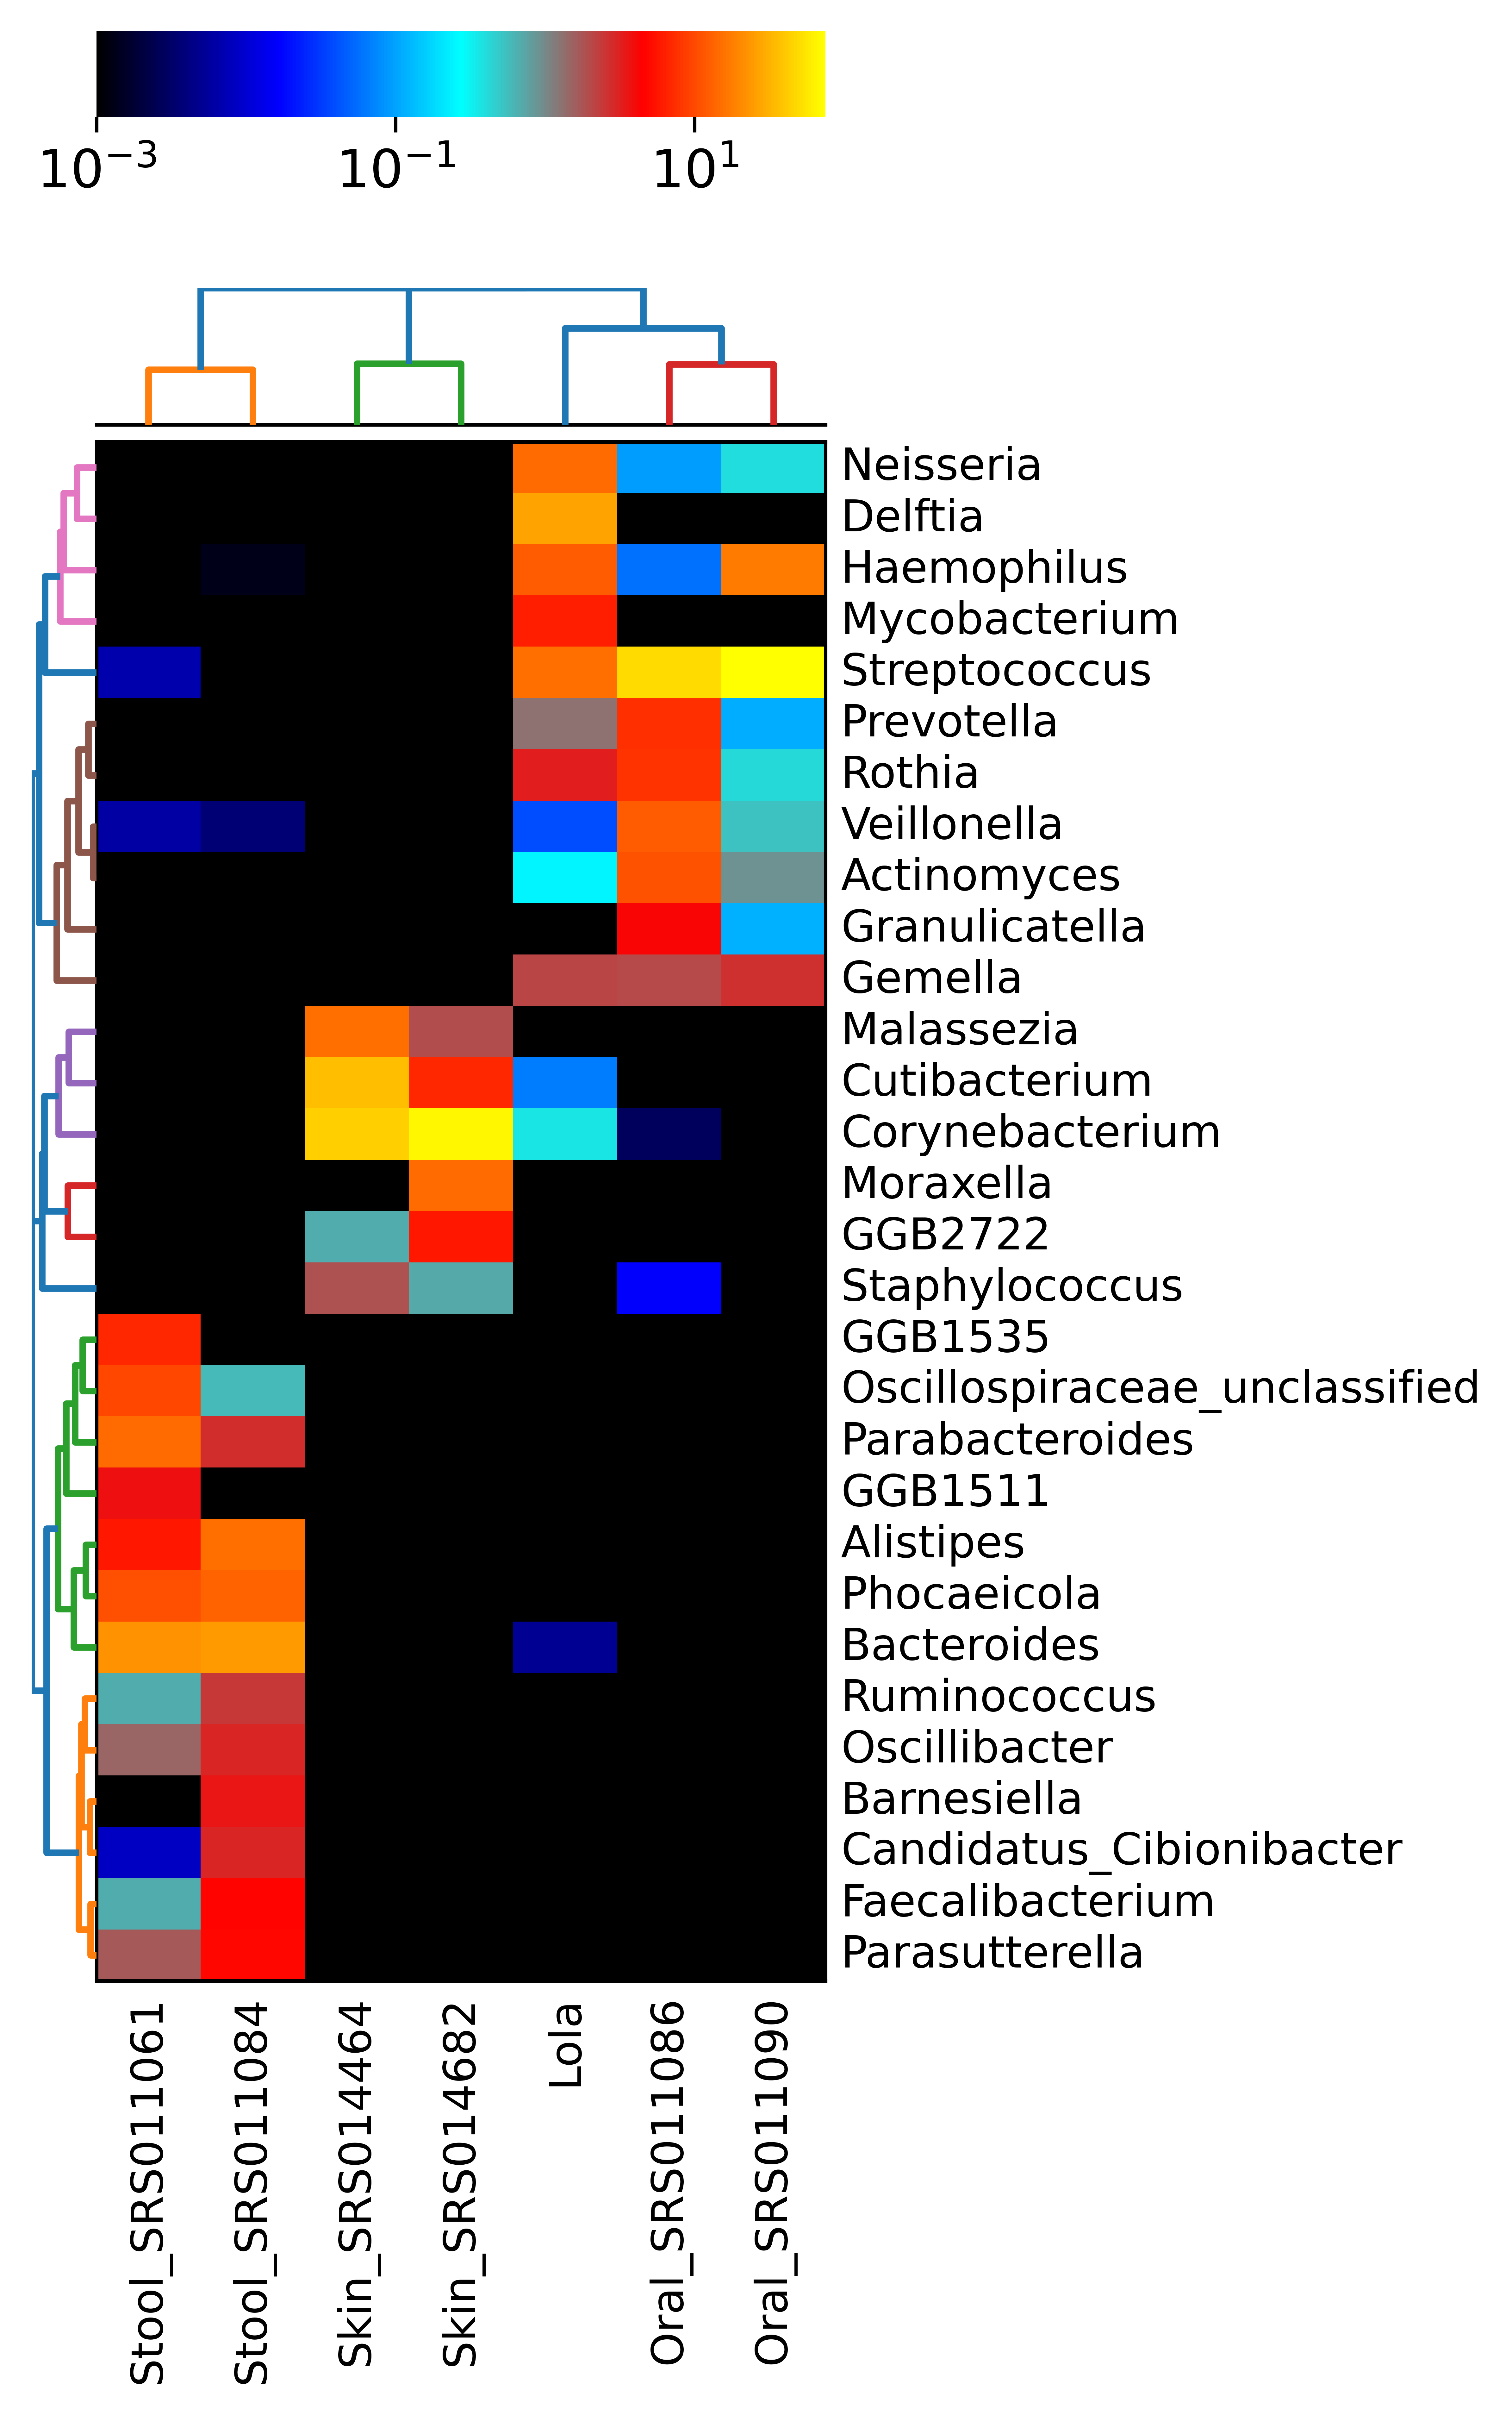 10⁻³ 10⁻¹ 10¹
Neisseria
Delftia
Haemophilus
Mycobacterium
Streptococcus
Prevotella
Rothia
Veillonella
Actinomyces
Granulicatella
Gemella
Malassezia
Cutibacterium
Corynebacterium
Moraxella
GGB2722
Staphylococcus
GGB1535
Oscillospiraceae_unclassified
Parabacteroides
GGB1511
Alistipes
Phocaeicola
Bacteroides
Ruminococcus
Oscillibacter
Barnesiella
Candidatus_Cibionibacter
Faecalibacterium
Parasutterella
Stool_SRS011061
Stool_SRS011084
Skin_SRS014464
Skin_SRS014682
Lola
Oral_SRS011086
Oral_SRS011090